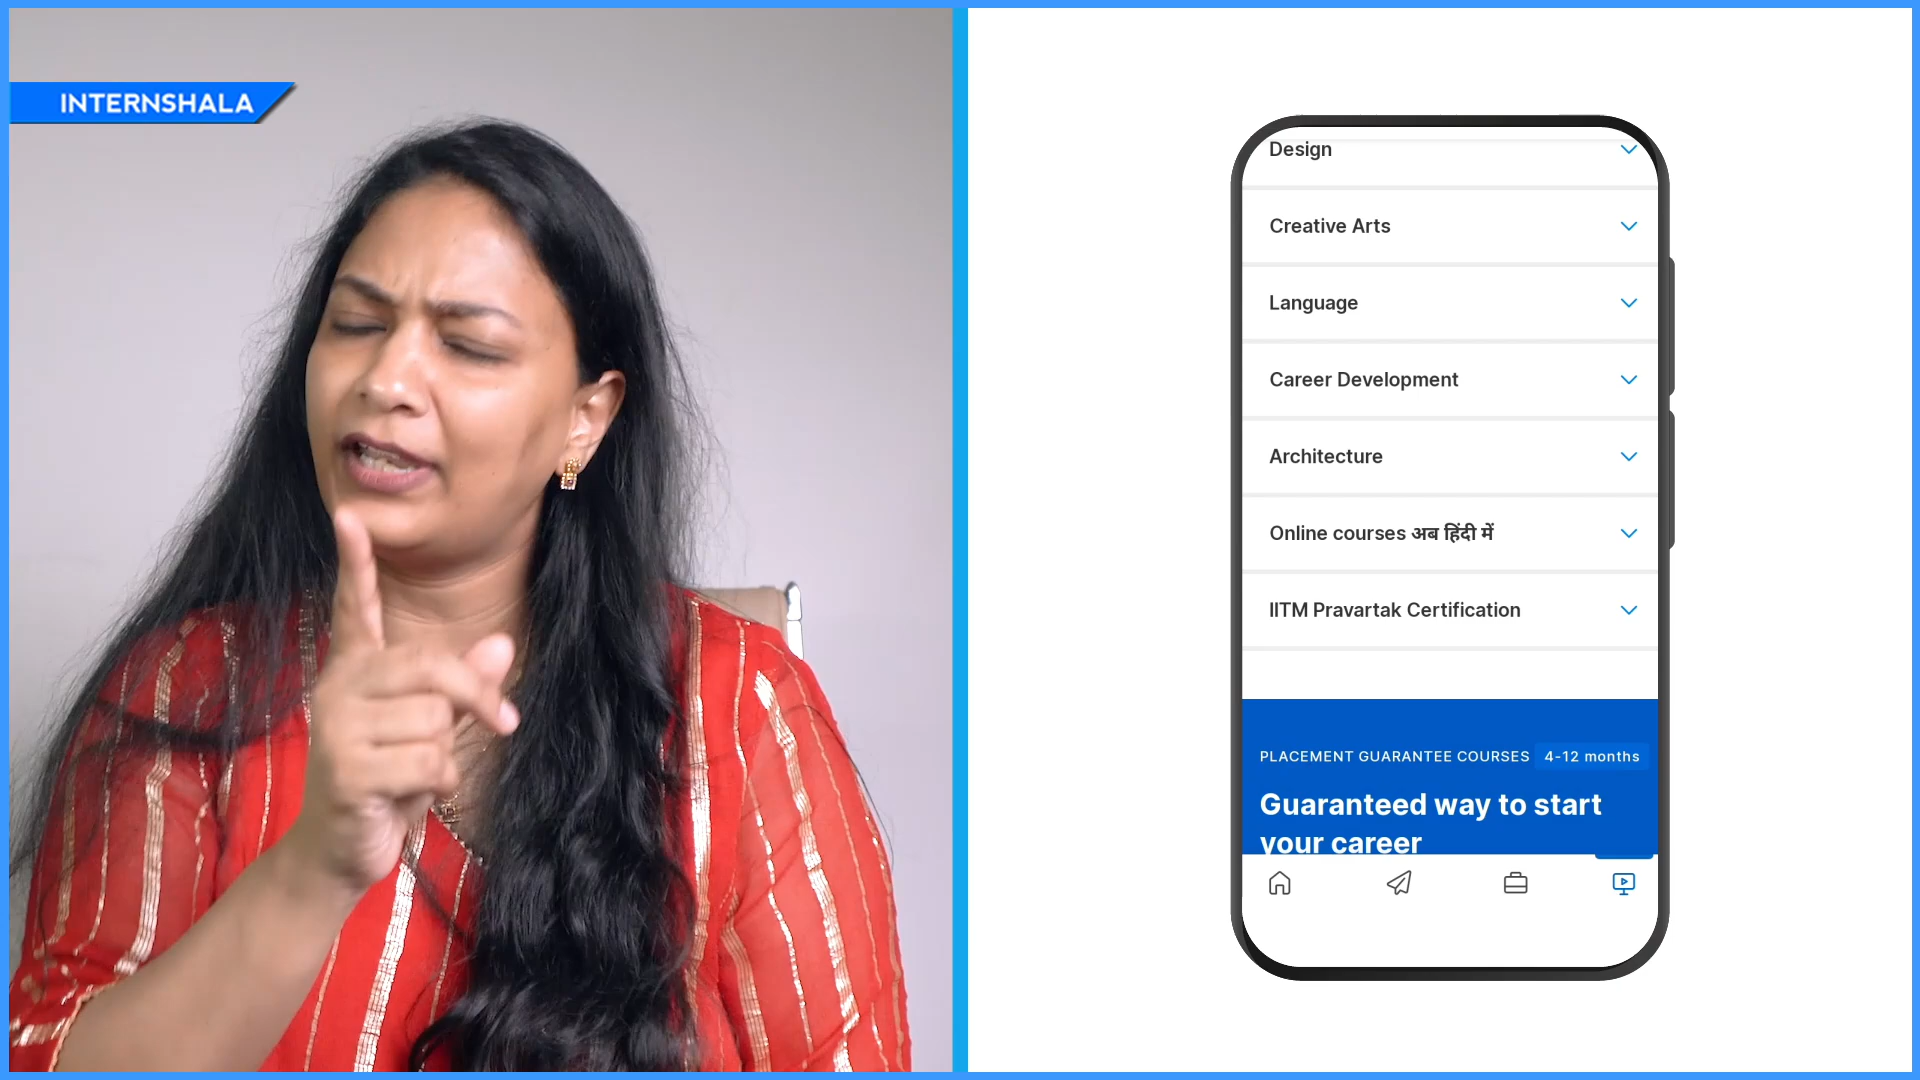 INTERNSHALA
Design
Creative Arts
Language
Career Development
Architecture
Online courses अब हिंदी में
IITM Pravartak Certification
PLACEMENT GUARANTEE COURSES 4-12 months
Guaranteed way to start
your career